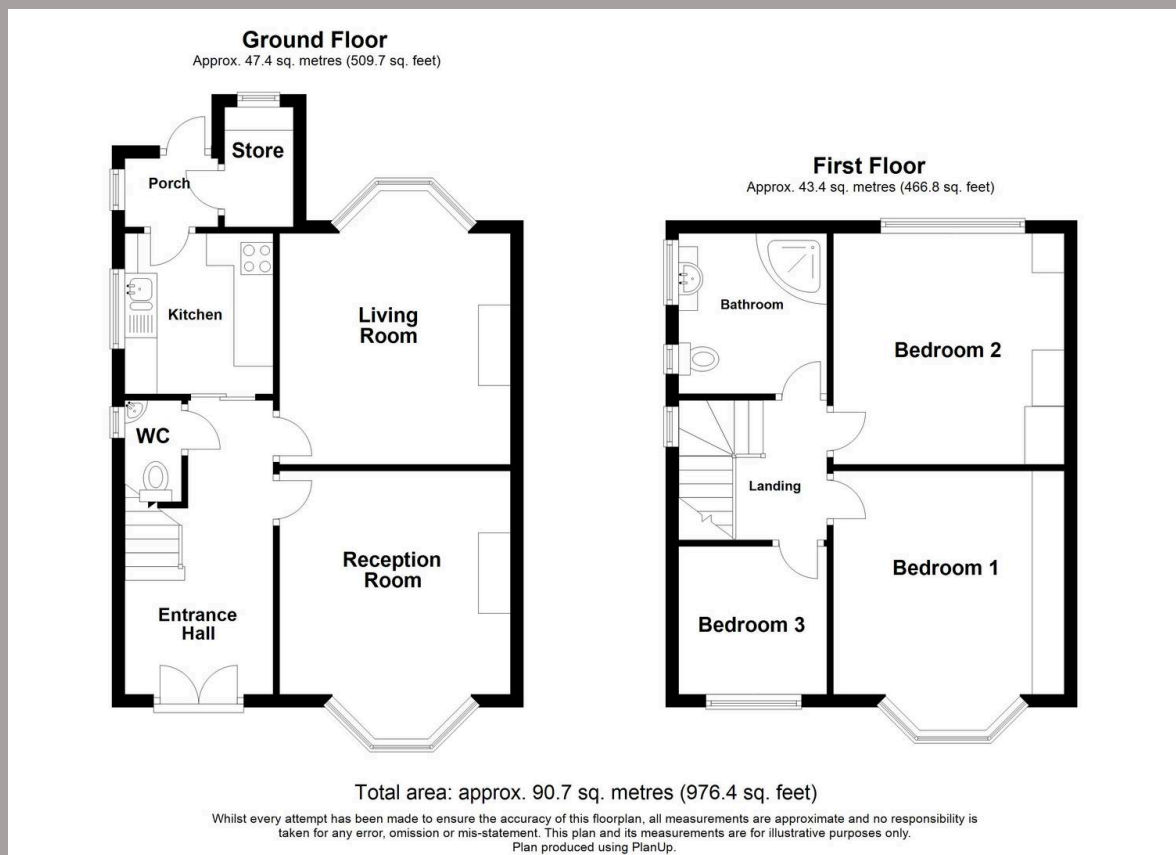 Ground Floor
Approx. 47.4 sq. metres (509.7 sq. feet)
Store
Porch
Kitchen
Living
Room
WC
Reception
Room
Entrance
Hall
First Floor
Approx. 43.4 sq. metres (466.8 sq. feet)
Bathroom
Bedroom 2
Landing
Bedroom 1
Bedroom 3
Total area: approx. 90.7 sq. metres (976.4 sq. feet)
Whilst every attempt has been made to ensure the accuracy of this floorplan, all measurements are approximate and no responsibility is
taken for any error, omission or mis-statement. This plan and its measurements are for illustrative purposes only.
Plan produced using PlanUp.